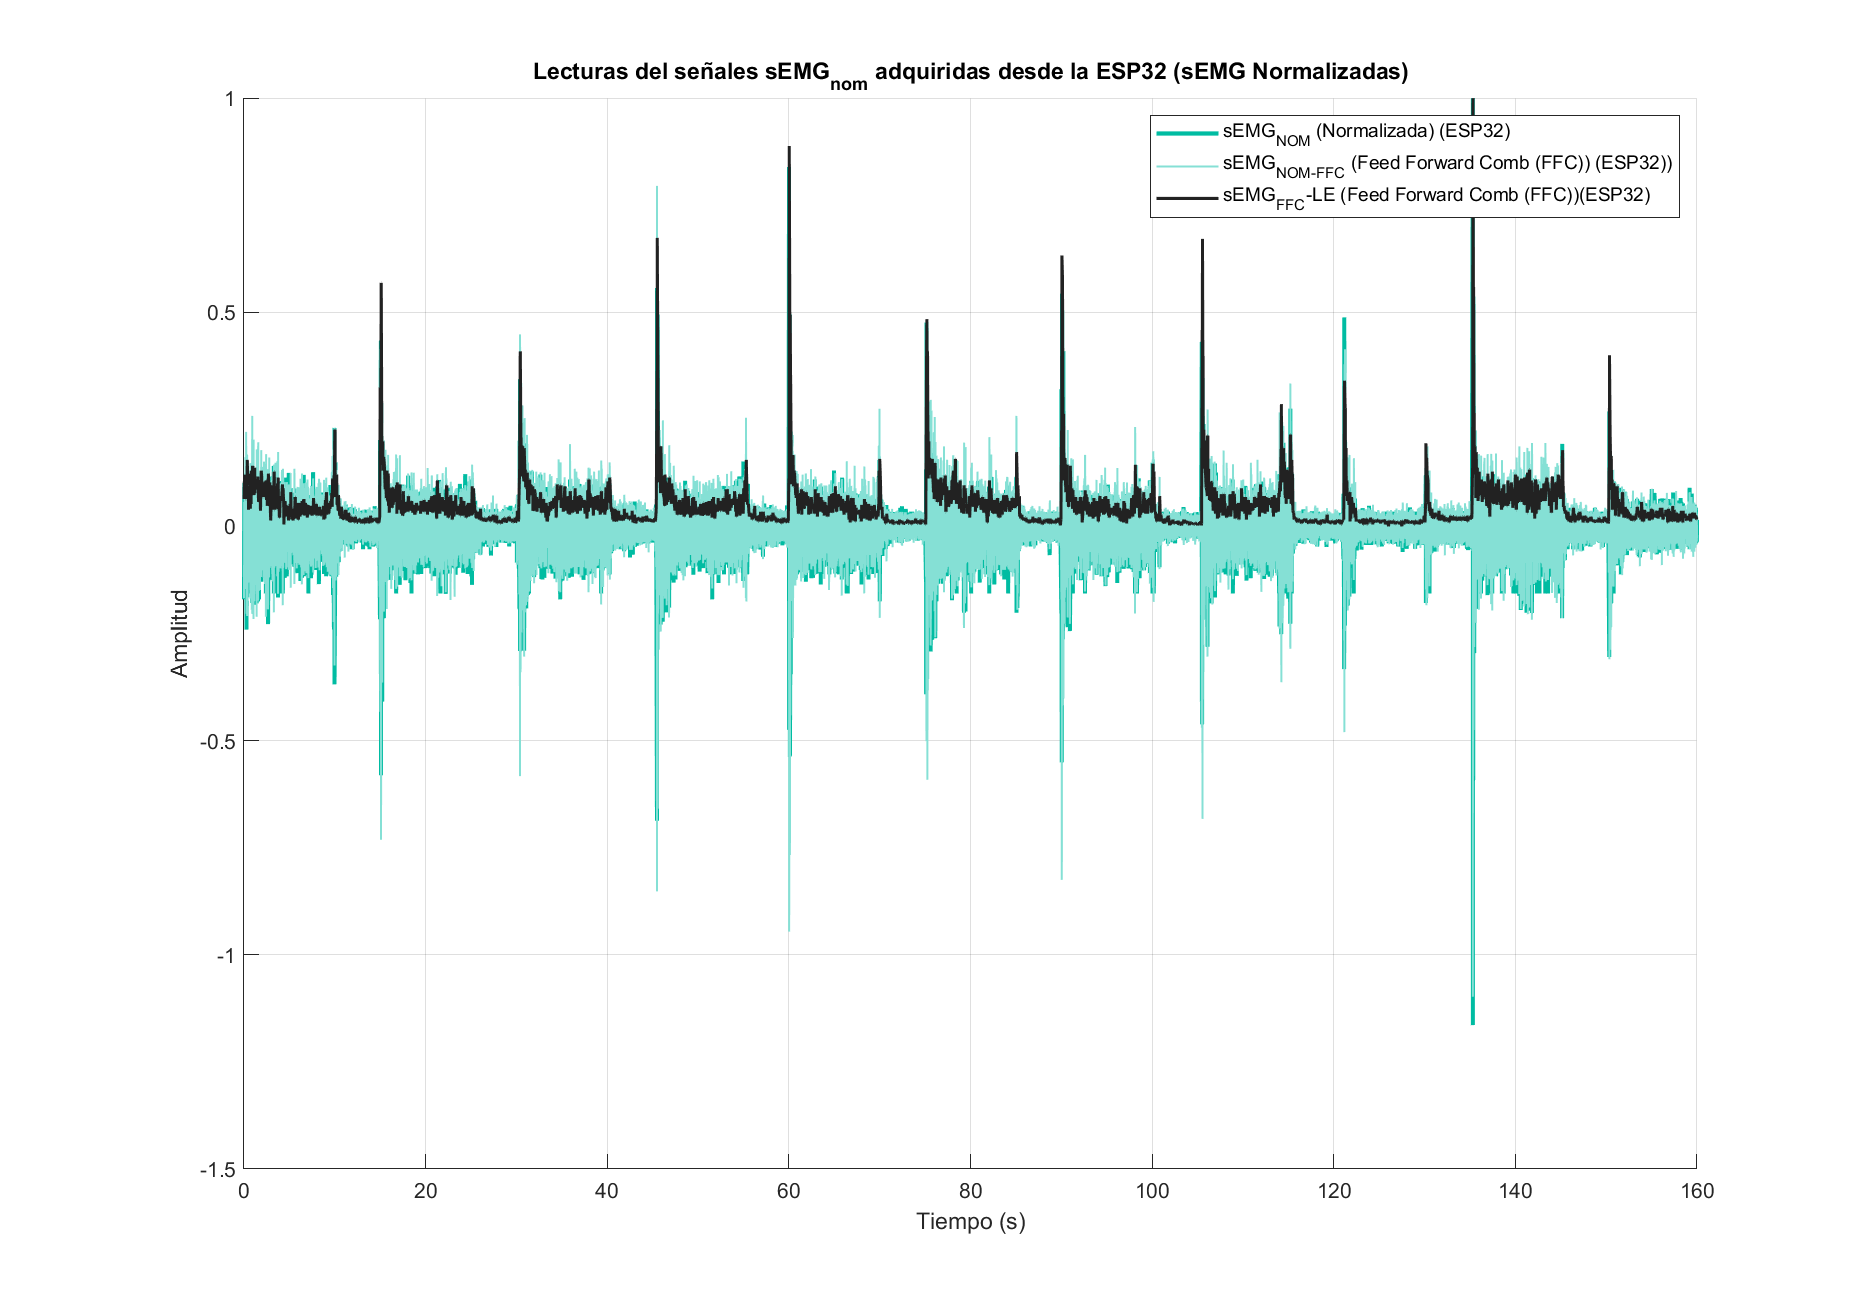 Lecturas del señales sEMGnom adquiridas desde la ESP32 (sEMG Normalizadas)
sEMGNOM (Normalizada) (ESP32)
sEMGNOM-FFC (Feed Forward Comb (FFC)) (ESP32))
sEMGFFC-LE (Feed Forward Comb (FFC))(ESP32)
1
0.5
0
-0.5
-1
-1.5
Amplitud
0 20 40 60 80 100 120 140 160
Tiempo (s)